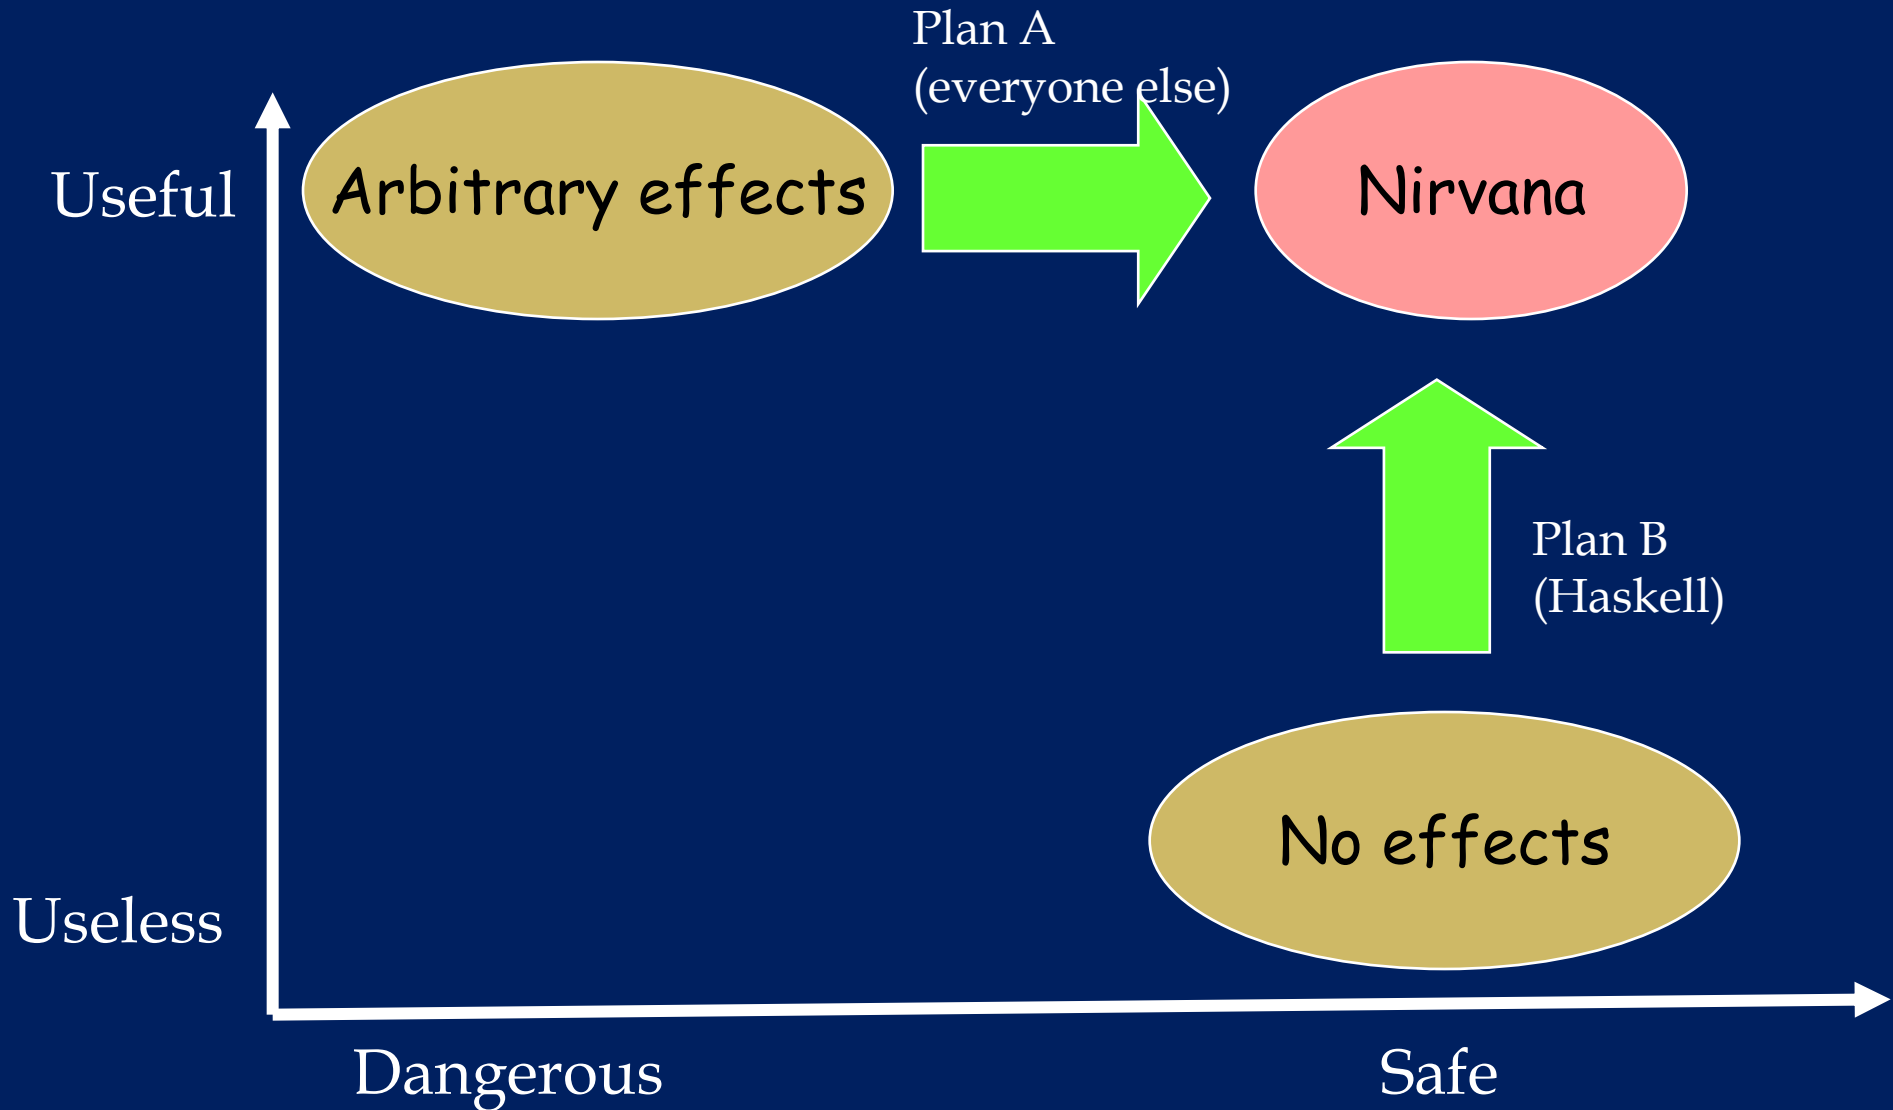 Plan A
(everyone else)
Useful
Arbitrary effects
Nirvana
Plan B
(Haskell)
No effects
Useless
Dangerous
Safe